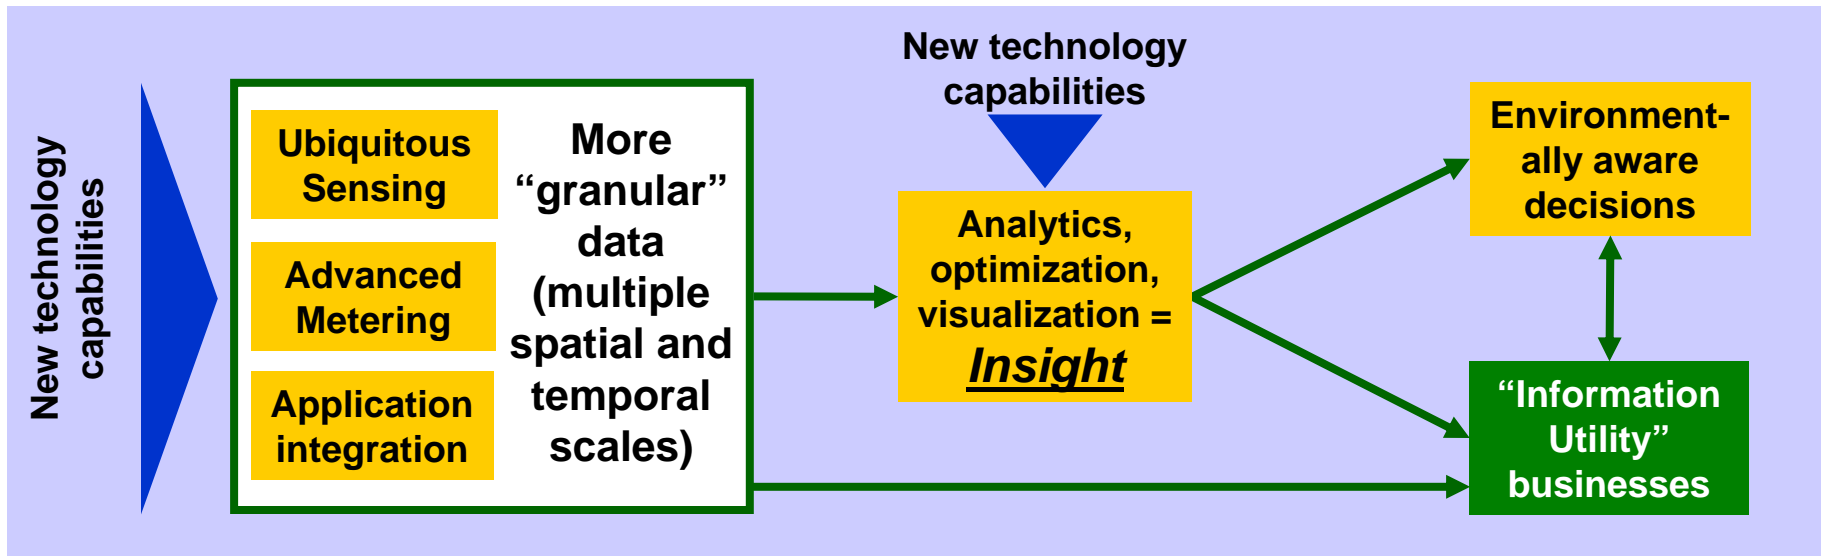 New technology
capabilities
Ubiquitous
Sensing
Advanced
Metering
Application
integration
More
“granular”
data
(multiple
spatial and
temporal
scales)
New technology
capabilities
Analytics,
optimization,
visualization =
Insight
Environment-
ally aware
decisions
“Information
Utility”
businesses